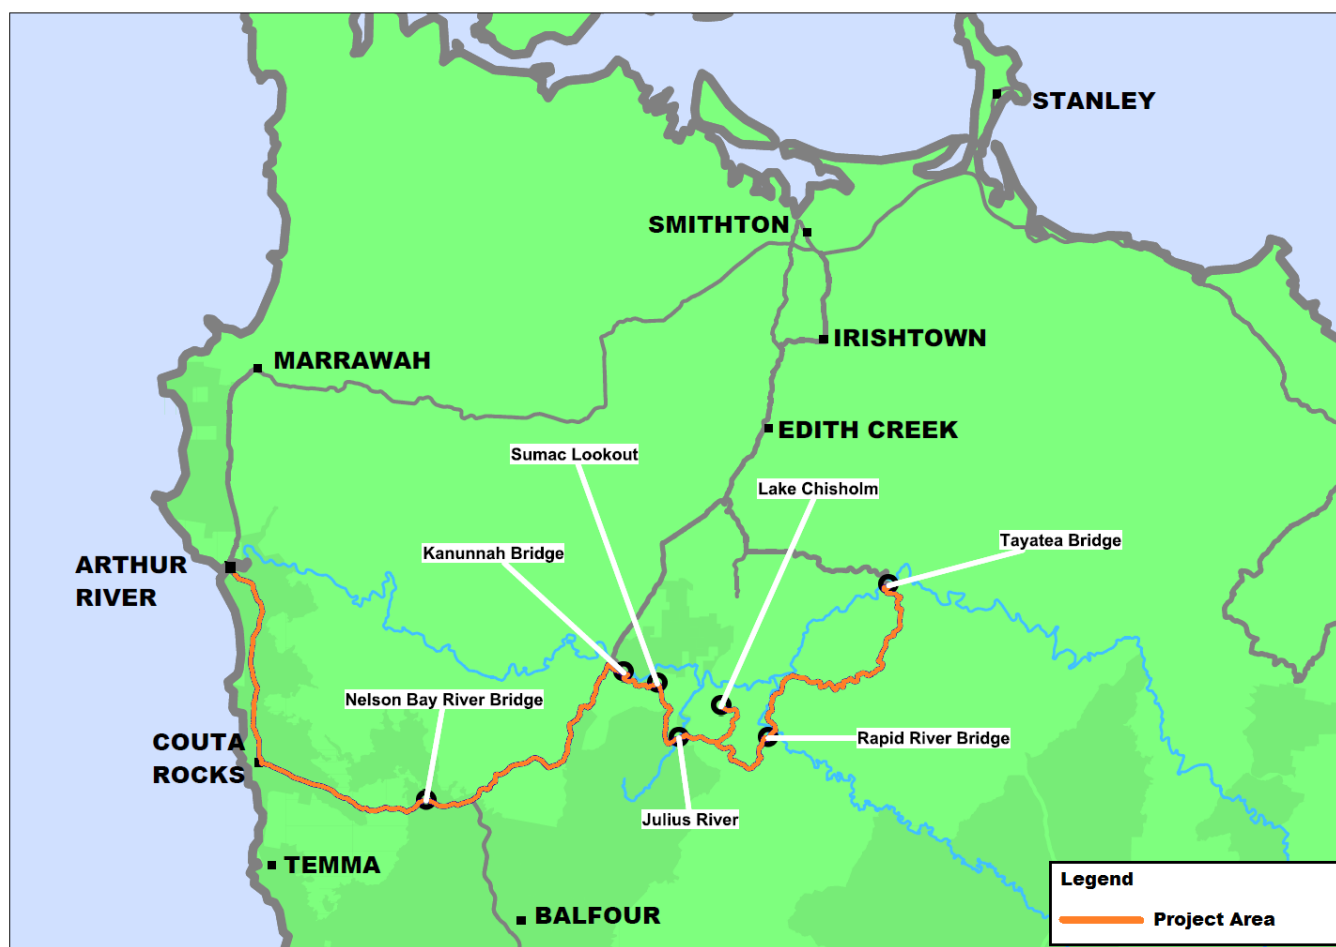 STANLEY
SMITHTON
IRISHTOWN
MARRAWAH
EDITH CREEK
Sumac Lookout
Lake Chisholm
Kanunnah Bridge
Tayatea Bridge
ARTHUR
RIVER
Nelson Bay River Bridge
COUTA
ROCKS
Rapid River Bridge
Julius River
TEMMA
BALFOUR
Legend
Project Area